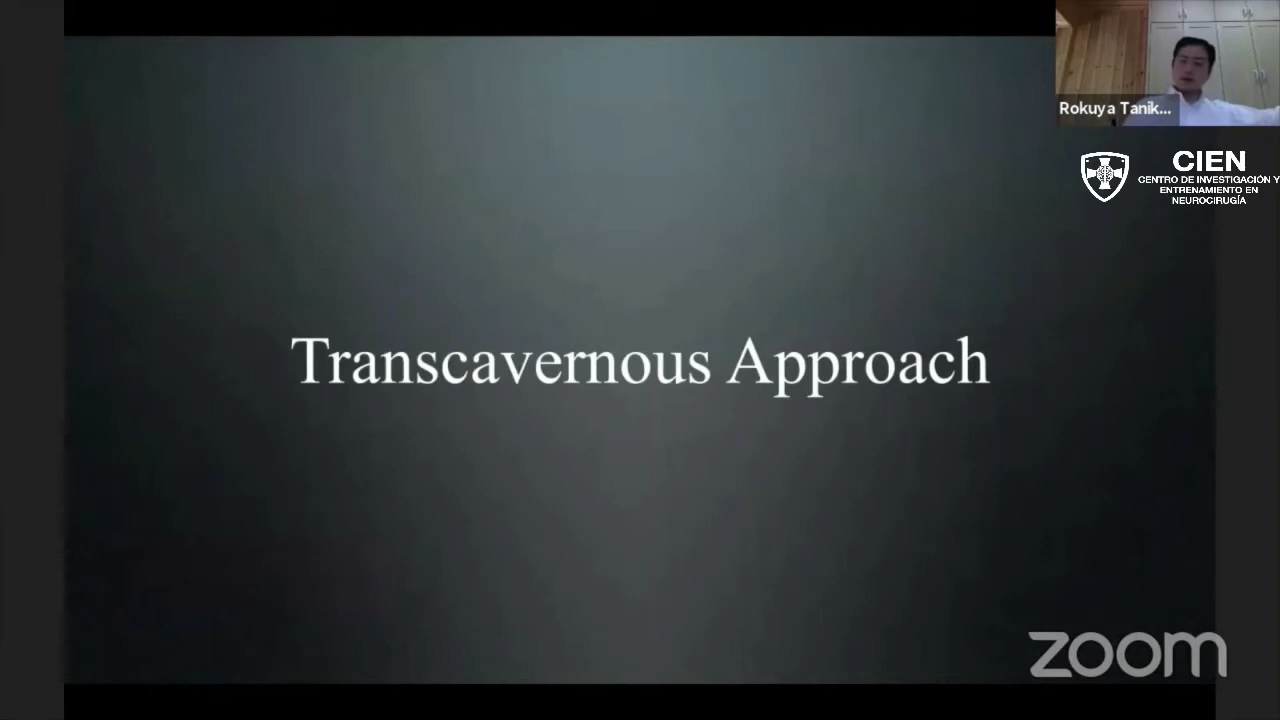 Rokuya Tanik...
CIEN
CENTRO DE INVESTIGACIÓN Y
ENTRENAMIENTO EN
NEUROCIRUGÍA
Transcavernous Approach
zoom